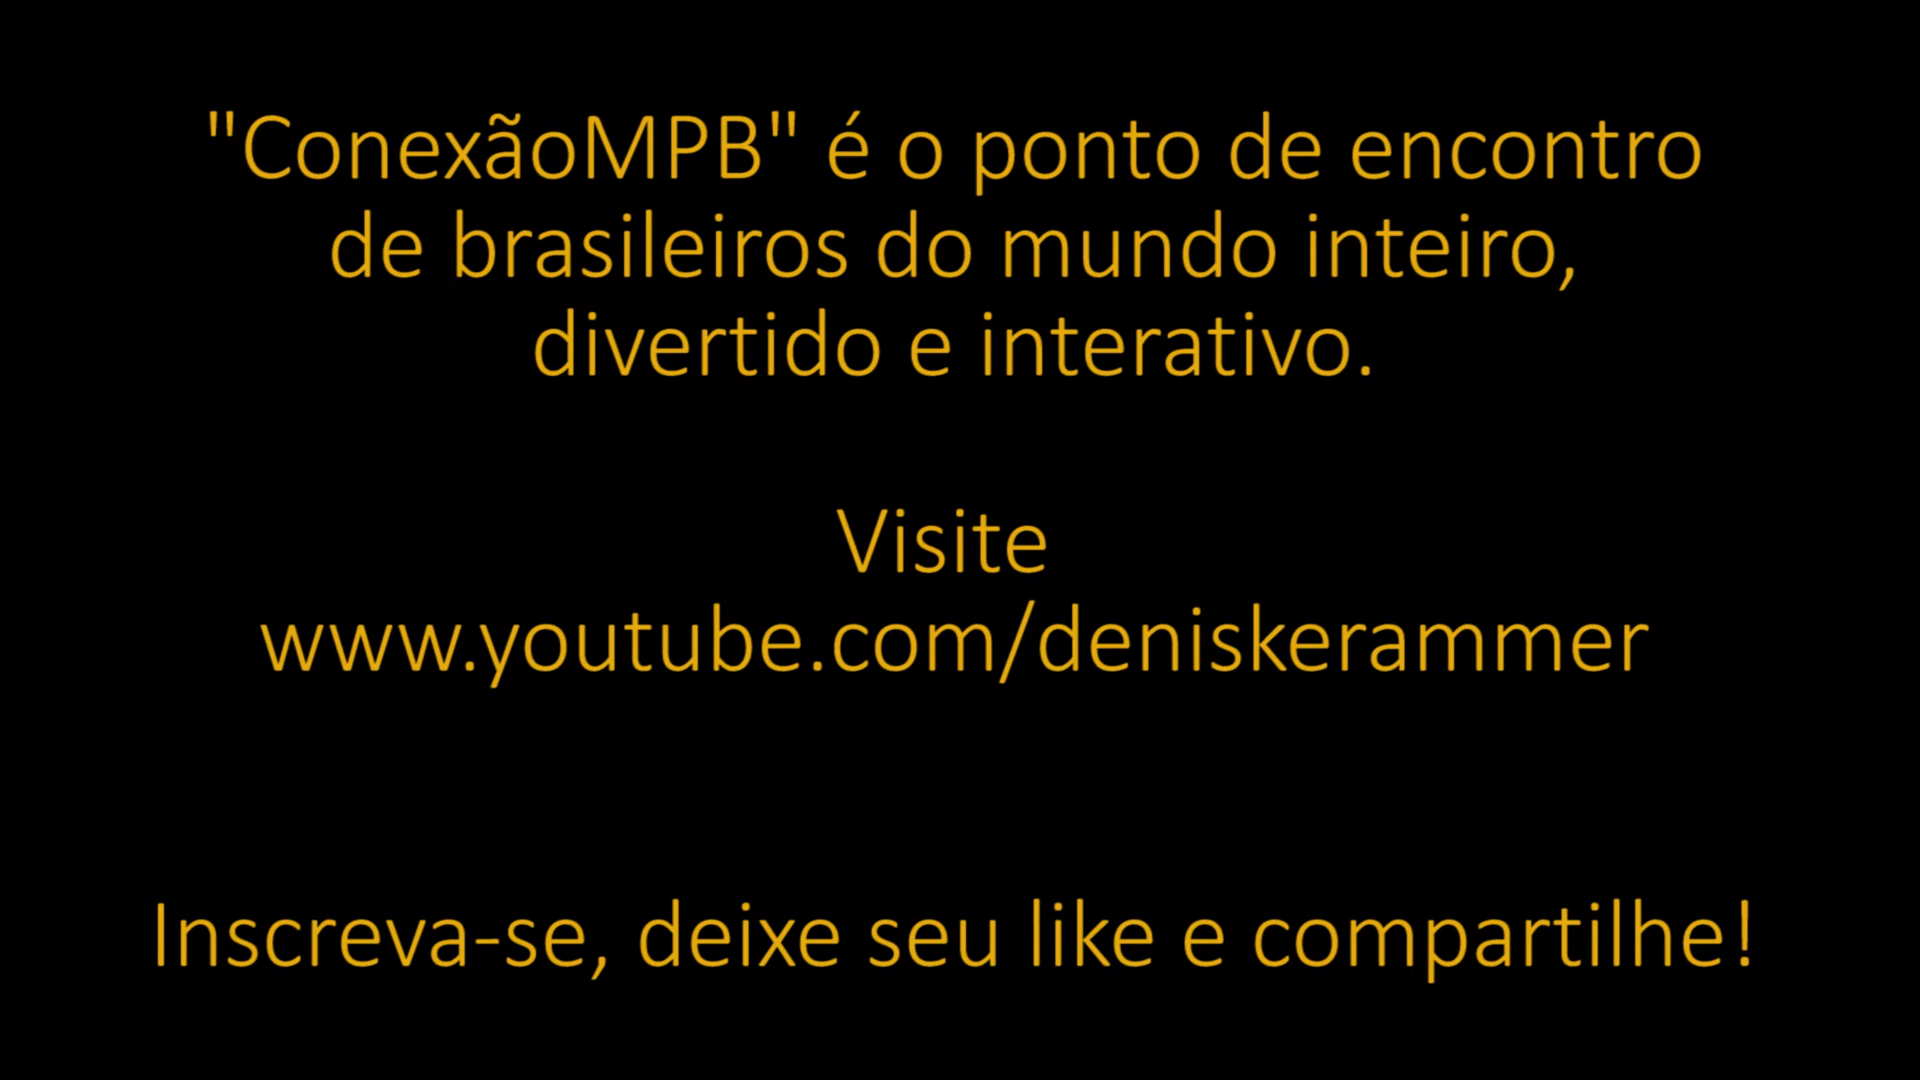 "ConexãoMPB" é o ponto de encontro
de brasileiros do mundo inteiro,
divertido e interativo.
Visite
www.youtube.com/deniskerammer
Inscreva-se, deixe seu like e compartilhe!